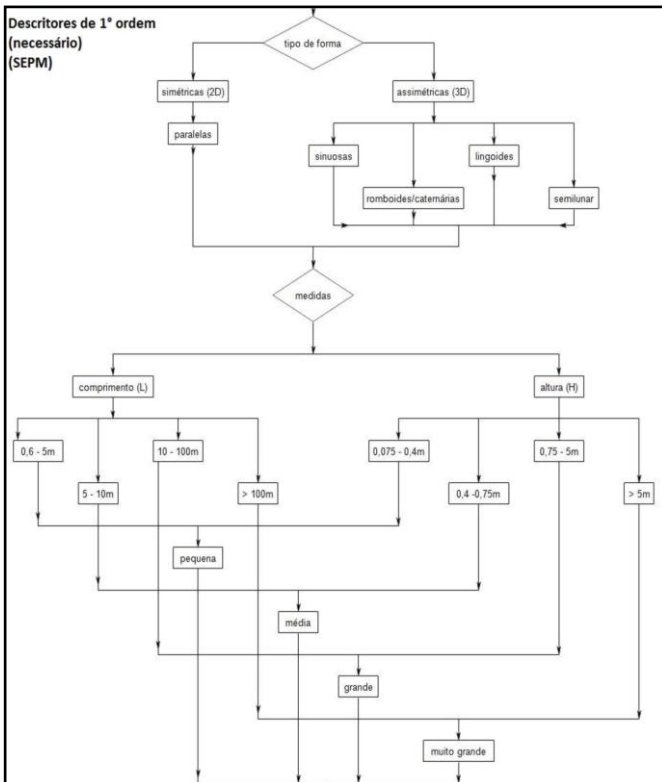 Descritores de 1° ordem
(necessário)
(SEPM)
tipo de forma
simétricas (2D)
assimétricas (3D)
paralelas
sinuosas
lingoides
romboides/caternárias
semilunar
medidas
comprimento (L)
altura (H)
0,6 - 5m
10 - 100m
0,075 - 0,4m
0,75 - 5m
5 - 10m
> 100m
0,4 -0,75m
> 5m
pequena
média
grande
muito grande